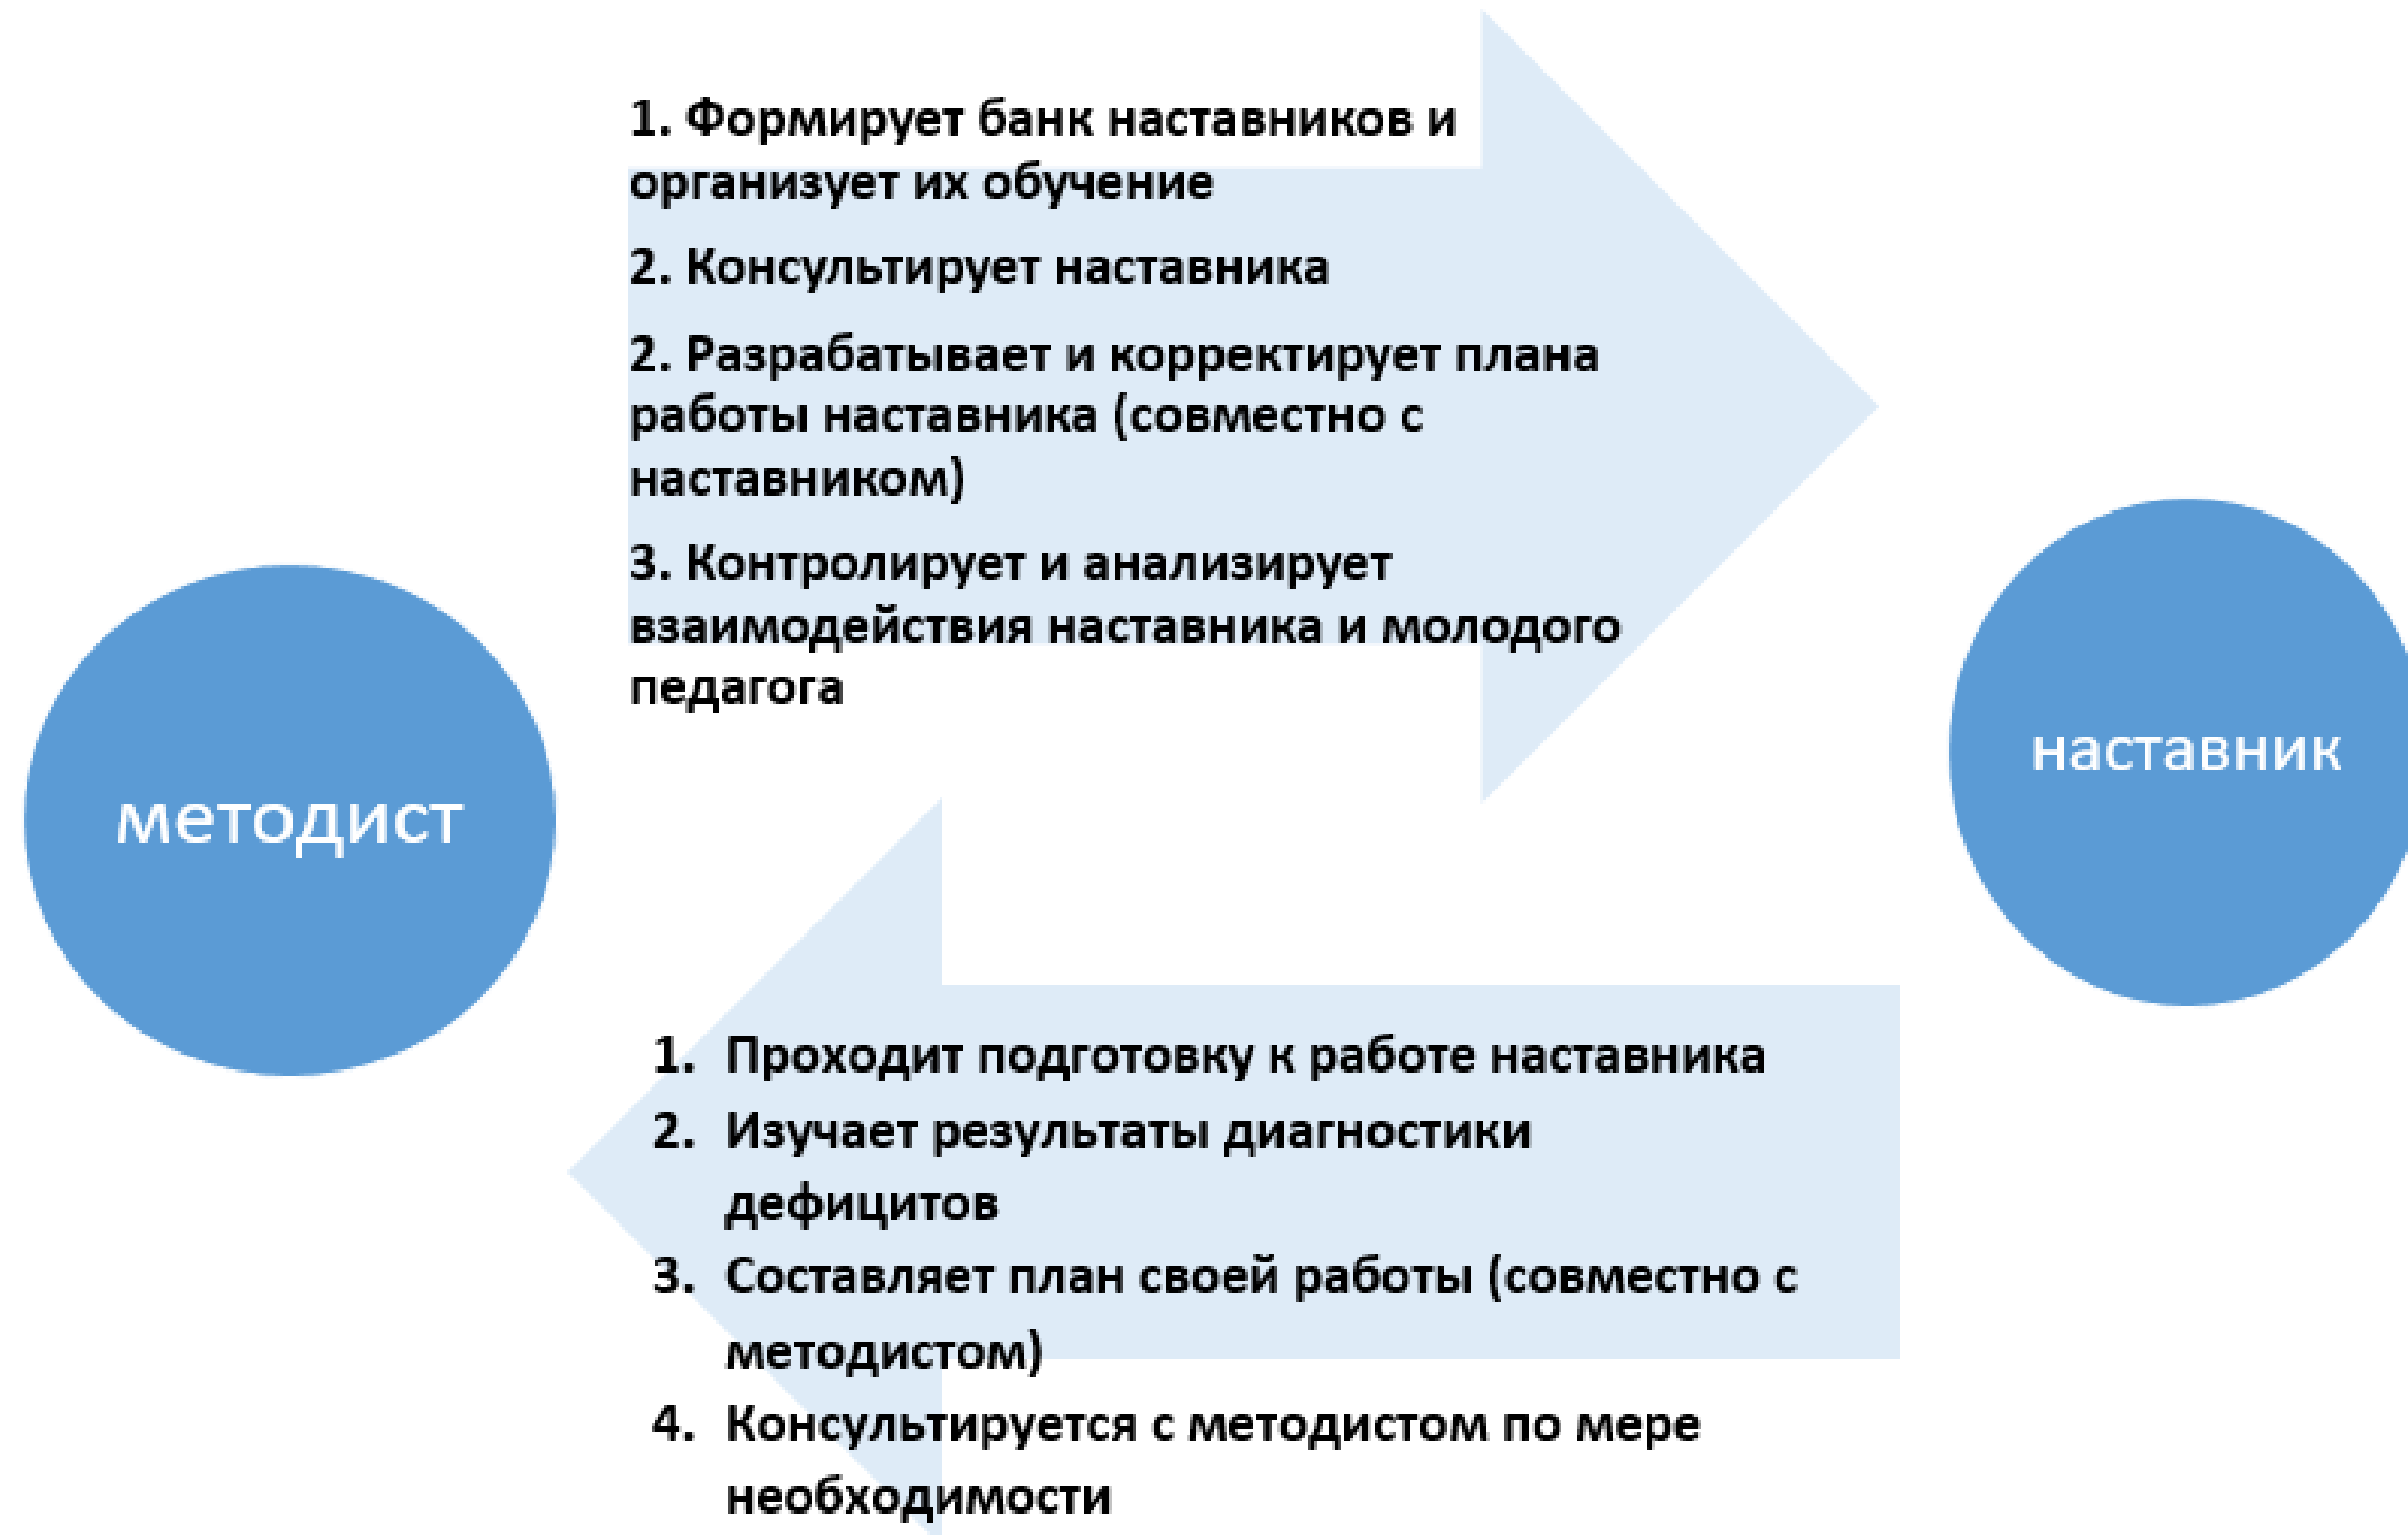 1. Формирует банк наставников и
организует их обучение
2. Консультирует наставника
2. Разрабатывает и корректирует плана
работы наставника (совместно с
наставником)
3. Контролирует и анализирует
взаимодействия наставника и молодого
педагога
методист
наставник
1. Проходит подготовку к работе наставника
2. Изучает результаты диагностики
дефицитов
3. Составляет план своей работы (совместно с
методистом)
4. Консультируется с методистом по мере
необходимости